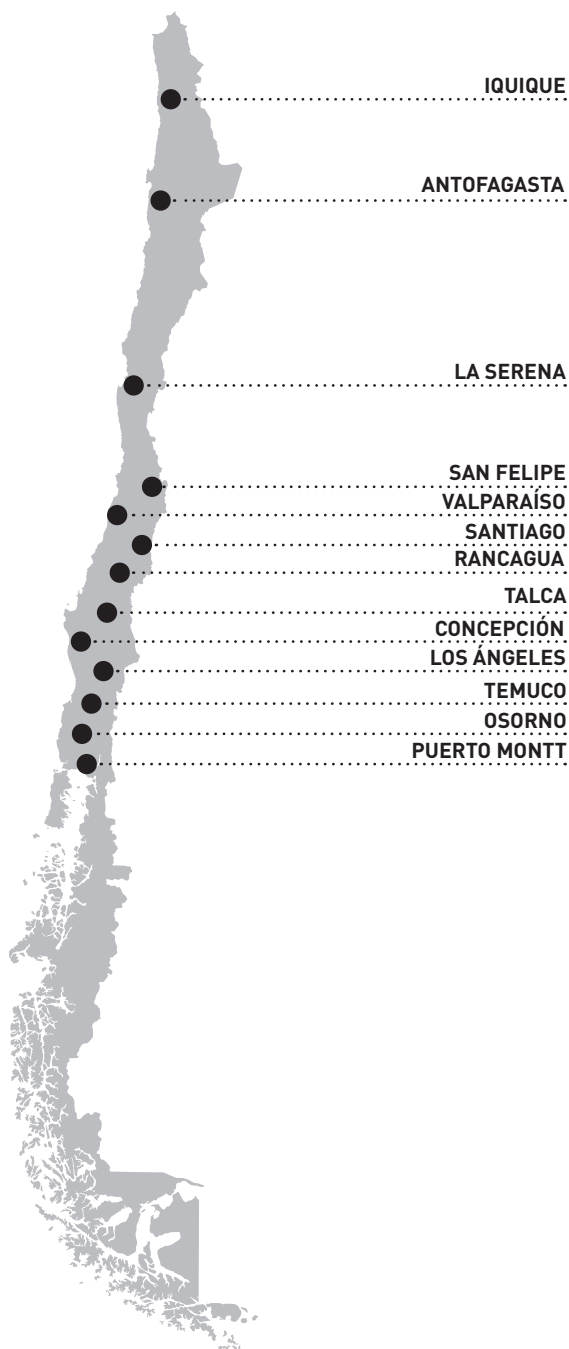 IQUIQUE
ANTOFAGASTA
LA SERENA
SAN FELIPE
VALPARAÍSO
SANTIAGO
RANCAGUA
TALCA
CONCEPCIÓN
LOS ÁNGELES
TEMUCO
OSORNO
PUERTO MONTT